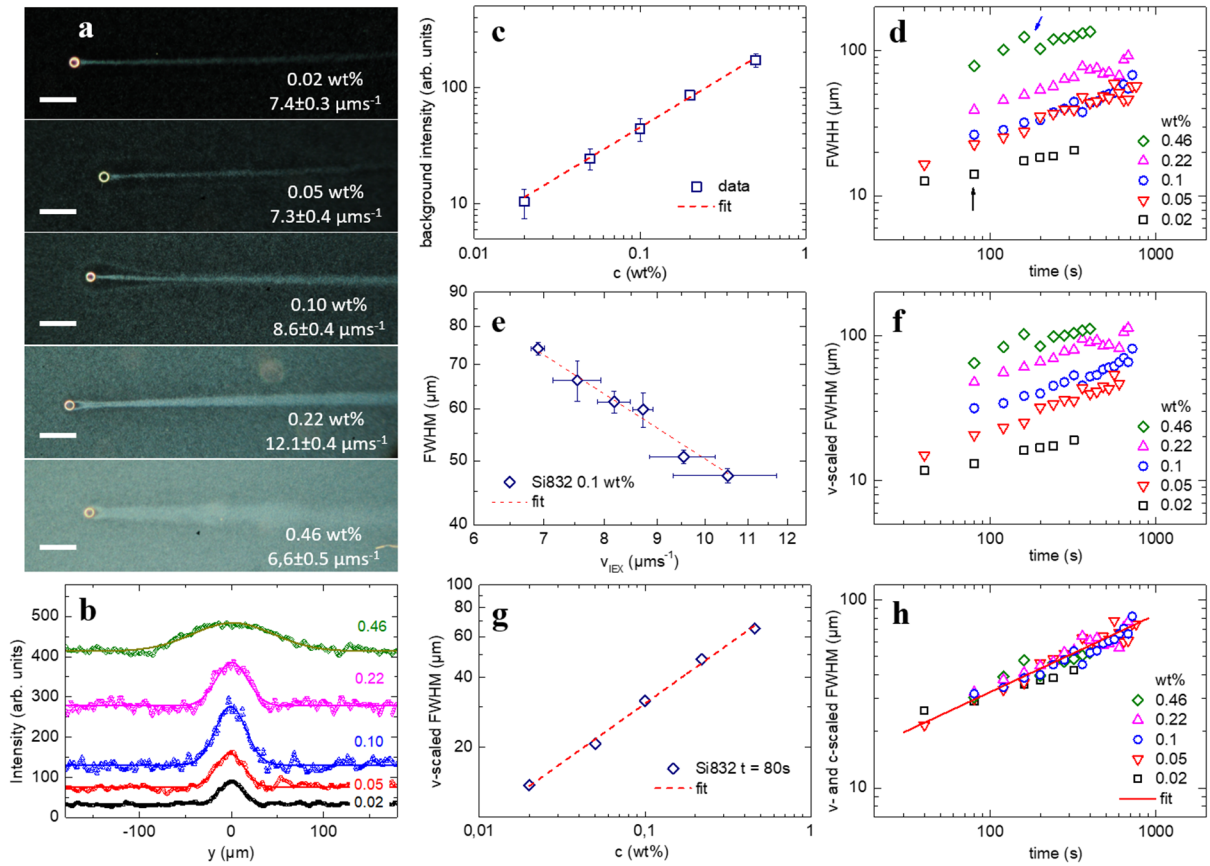 a
0.02 wt%
7.4±0.3 µms-1
0.05 wt%
7.3±0.4 µms-1
0.10 wt%
8.6±0.4 µms-1
0.22 wt%
12.1±0.4 µms-1
0.46 wt%
6,6±0.5 µms-1
b
Intensity (arb. units)
500
400
300
200
100
0
0.46
0.22
0.10
0.05
0.02
-100
0
100
y (µm)
c
background intensity (arb. units)
100
10
data
fit
0.01
0.1
1
c (wt%)
e
FWHM (µm)
90
80
70
60
50
40
Si832 0.1 wt%
fit
6
7
8
9
10
11
12
vIEX (µms-1)
g
v-scaled FWHM (µm)
100
80
60
40
20
Si832 t = 80s
fit
0,01
0,1
1
c (wt%)
d
FWHH (µm)
100
10
wt%
0.46
0.22
0.1
0.05
0.02
100
1000
time (s)
f
v-scaled FWHM (µm)
100
10
wt%
0.46
0.22
0.1
0.05
0.02
100
1000
time (s)
h
v- and c-scaled FWHM (µm)
100
10
wt%
0.46
0.22
0.1
0.05
0.02
fit
100
1000
time (s)